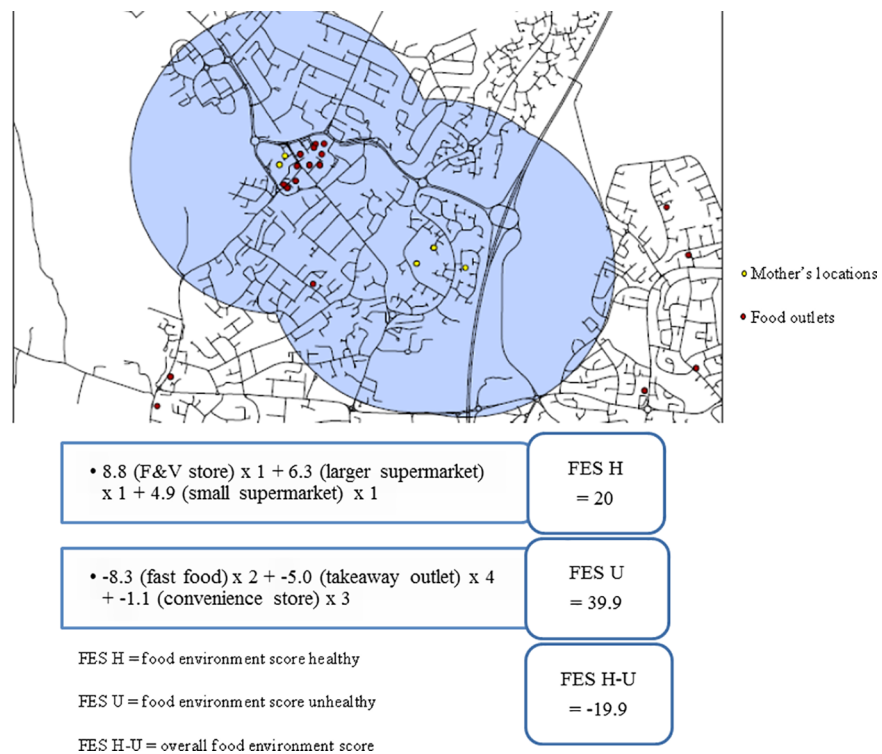 Mother's locations
Food outlets
• 8.8 (F&V store) x 1 + 6.3 (larger supermarket)
x 1 + 4.9 (small supermarket) x 1
FES H
= 20
• -8.3 (fast food) x 2 + -5.0 (takeaway outlet) x 4
+ -1.1 (convenience store) x 3
FES U
= 39.9
FES H = food environment score healthy
FES U = food environment score unhealthy
FES H-U = overall food environment score
FES H-U
= -19.9